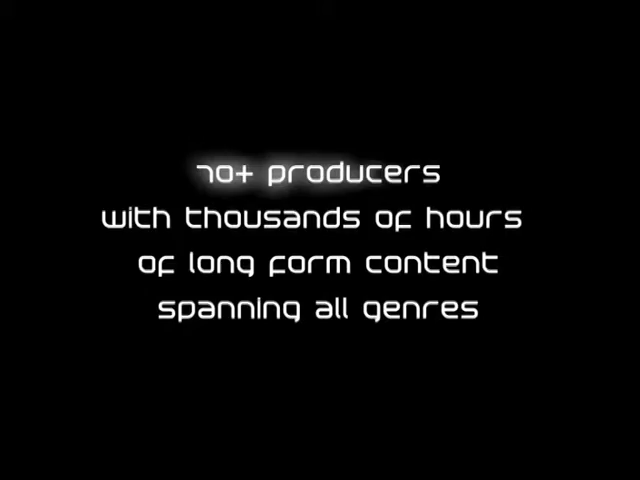 70+ producers
with thousands of hours
of long form content
spanning all genres